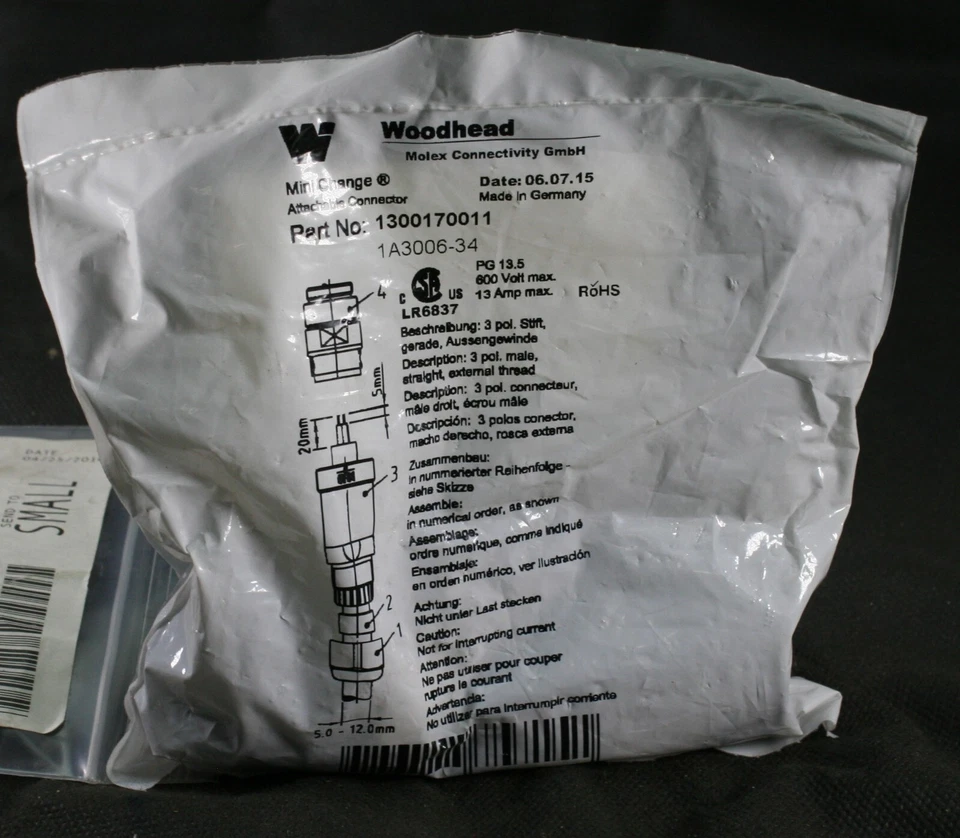 Woodhead
Molex Connectivity GmbH
Mini Change ®
Attachable Connector
Date: 06.07.15
Made in Germany
Part No: 1300170011
1A3006-34
PG 13.5
600 Volt max.
13 Amp max.
C US
LR6837
RoHS
Beschreibung: 3 pol. Stift,
gerade, Aussengewinde
Description: 3 pol. male,
straight, external thread
Description: 3 pol. connecteur,
mâle droit, écrou mâle
Descripción: 3 polos conector,
macho derecho, rosca externa
Zusammenbau:
in nummerierter Reihenfolge -
siehe Skizze
Assemble:
in numerical order, as shown
Assemblage:
ordre numerique, comme indiqué
Ensamblaje:
en orden numérico, ver ilustración
Achtung:
Nicht unter Last stecken
Caution:
Not for interrupting current
Attention:
Ne pas utiliser pour couper
rupture le courant
Advertencia:
No utilizar para interrumpir corriente
4
5mm
20mm
3
2
1
5.0 - 12.0mm
DATE
SEND TO
SMALL